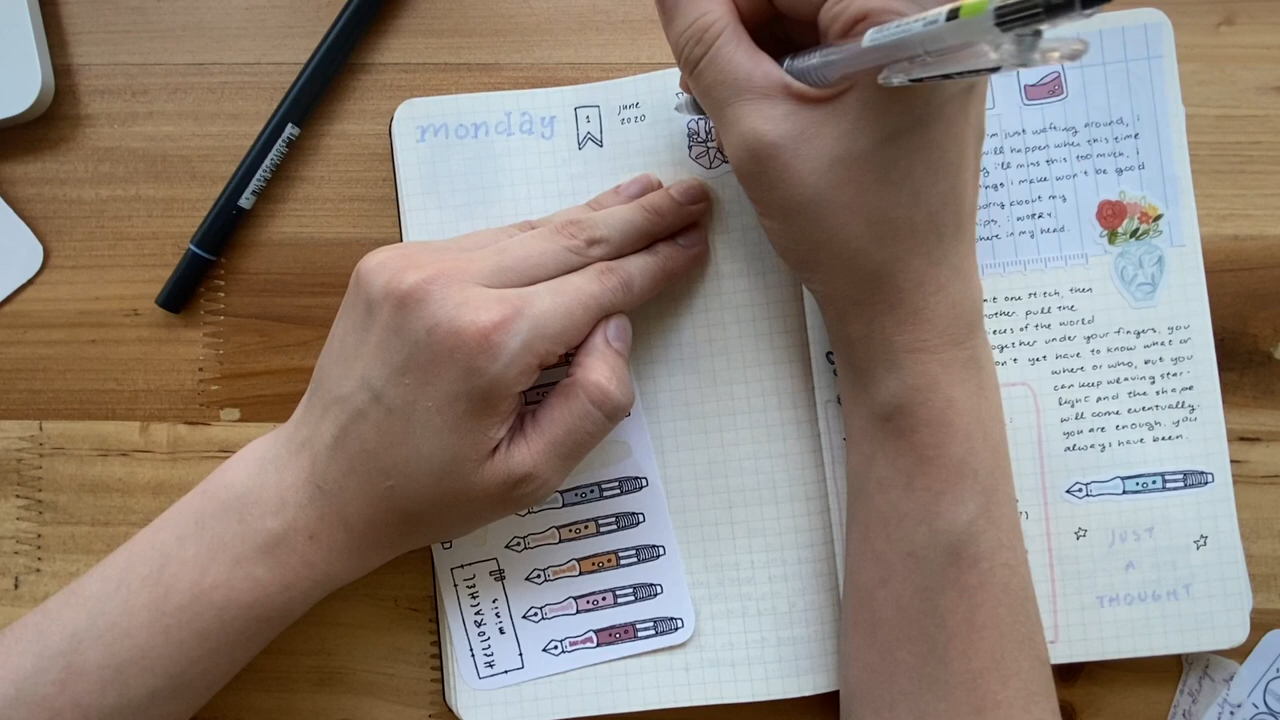 monday
1
June
2020
'm just wafting around, i
will happen when this time
i'll miss this too much. i
ngs i make won't be good
about my
ips, i WORRY.
where in my head.
one stitch, then
nother. pull the
ieces of the world
ogether under your fingers. you
on't yet have to know what or
where or who, but you
can keep weaving star-
light and the shape
will come eventually.
you are enough. you
always have been.
JUST
A
THOUGHT
HELLORACHEL
minis